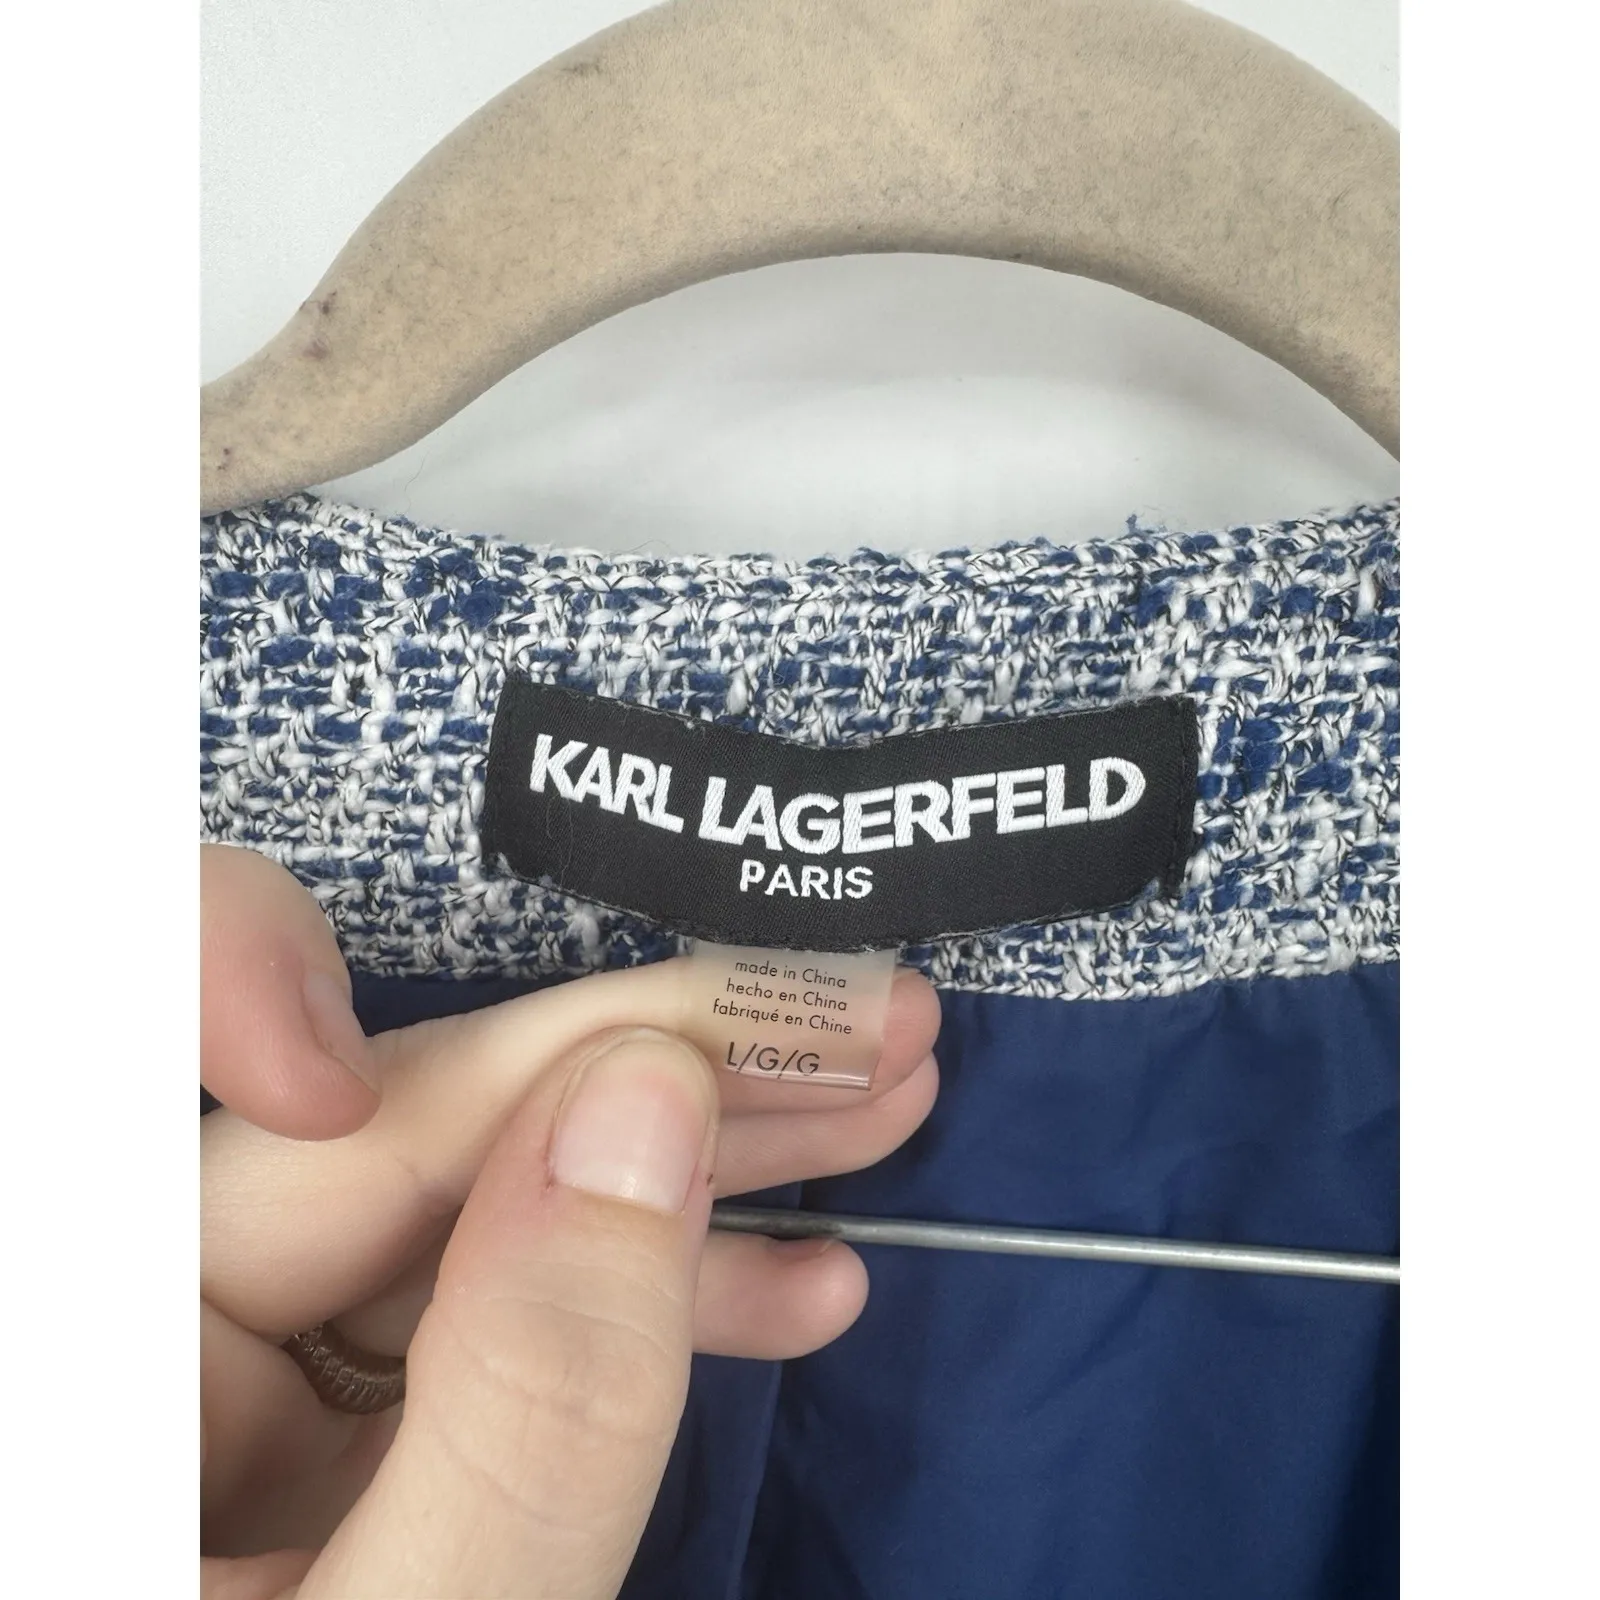 KARL LAGERFELD
PARIS
made in China
hecho en China
fabriqué en Chine
L/G/G